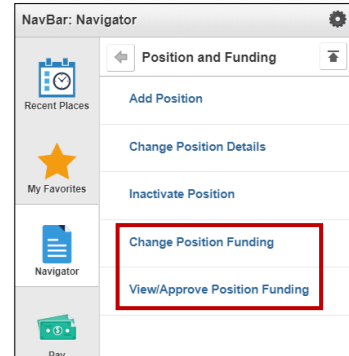 NavBar: Navigator
Recent Places
My Favorites
Navigator
Pay
Position and Funding
Add Position
Change Position Details
Inactivate Position
Change Position Funding
View/Approve Position Funding